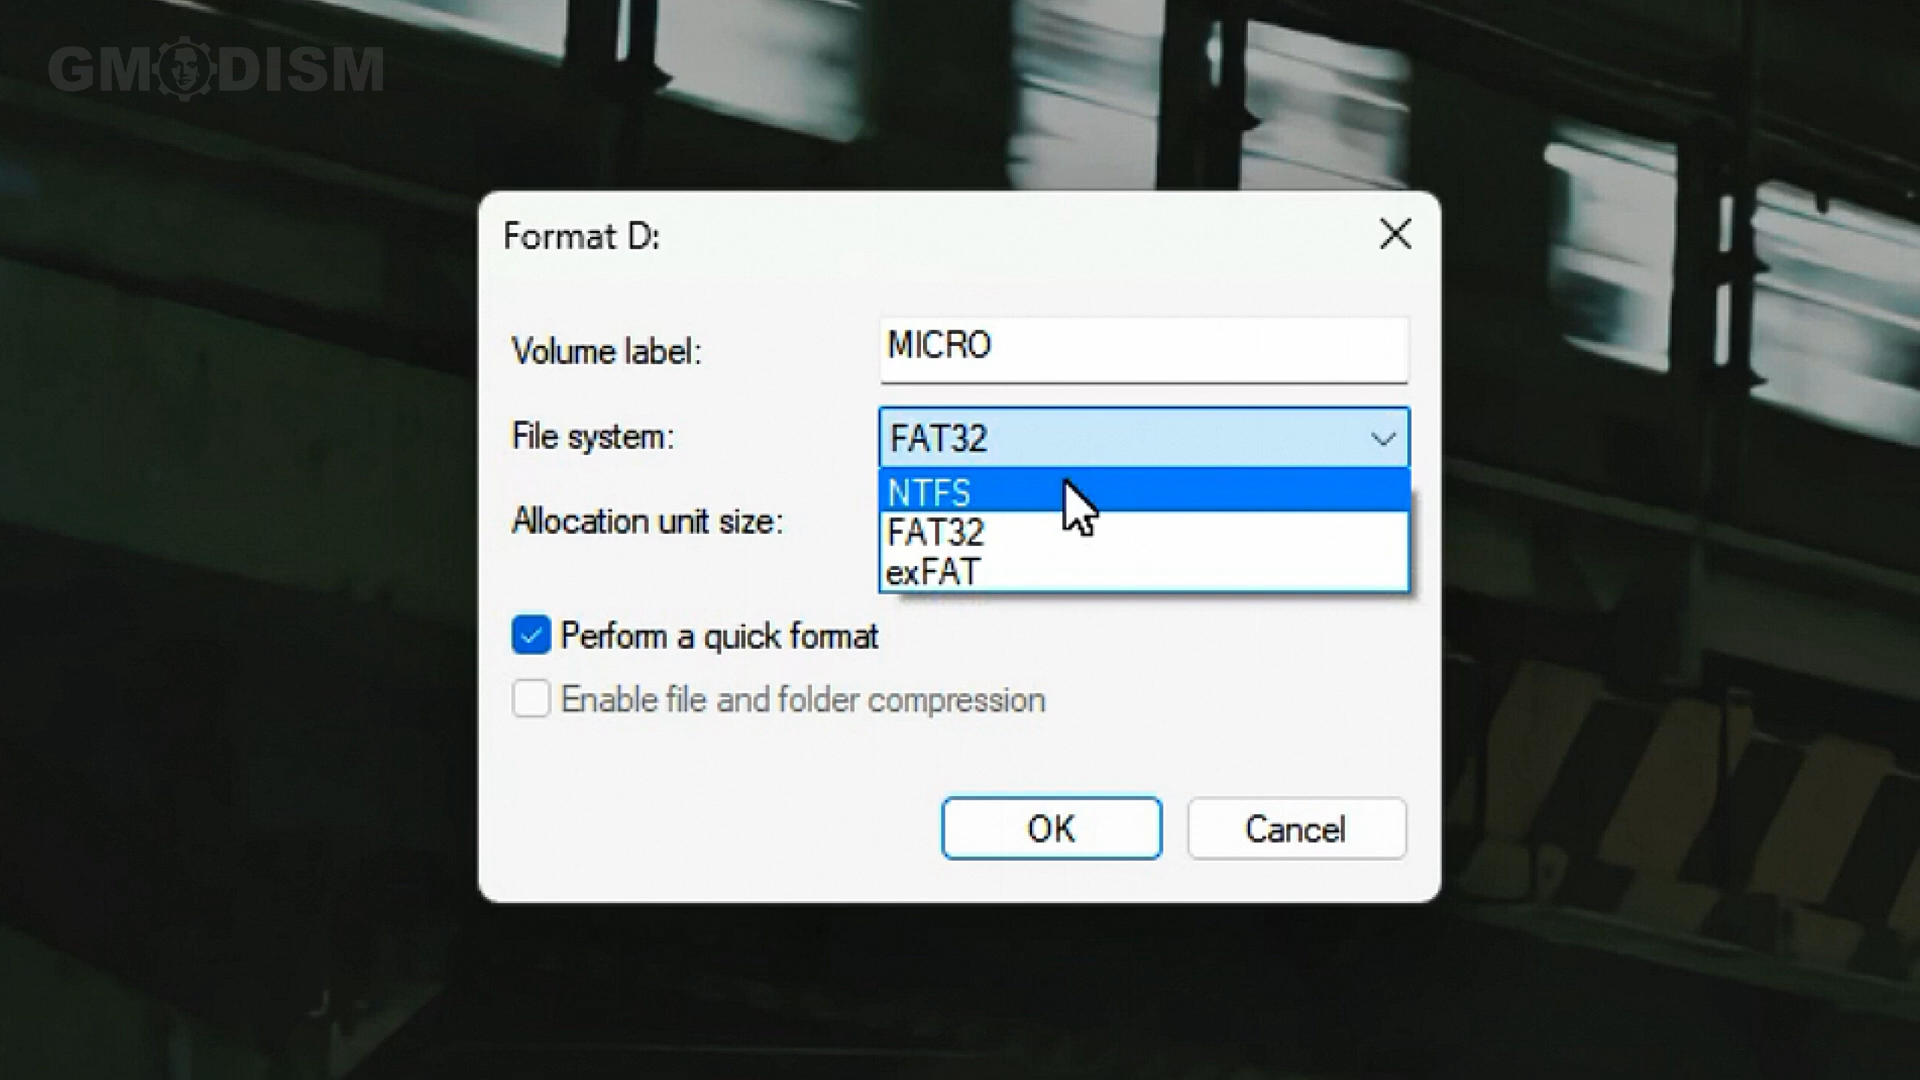 GMODISM
Format D:
Volume label: MICRO
File system: FAT32
NTFS
Allocation unit size:
FAT32
exFAT
Perform a quick format
Enable file and folder compression
OK Cancel